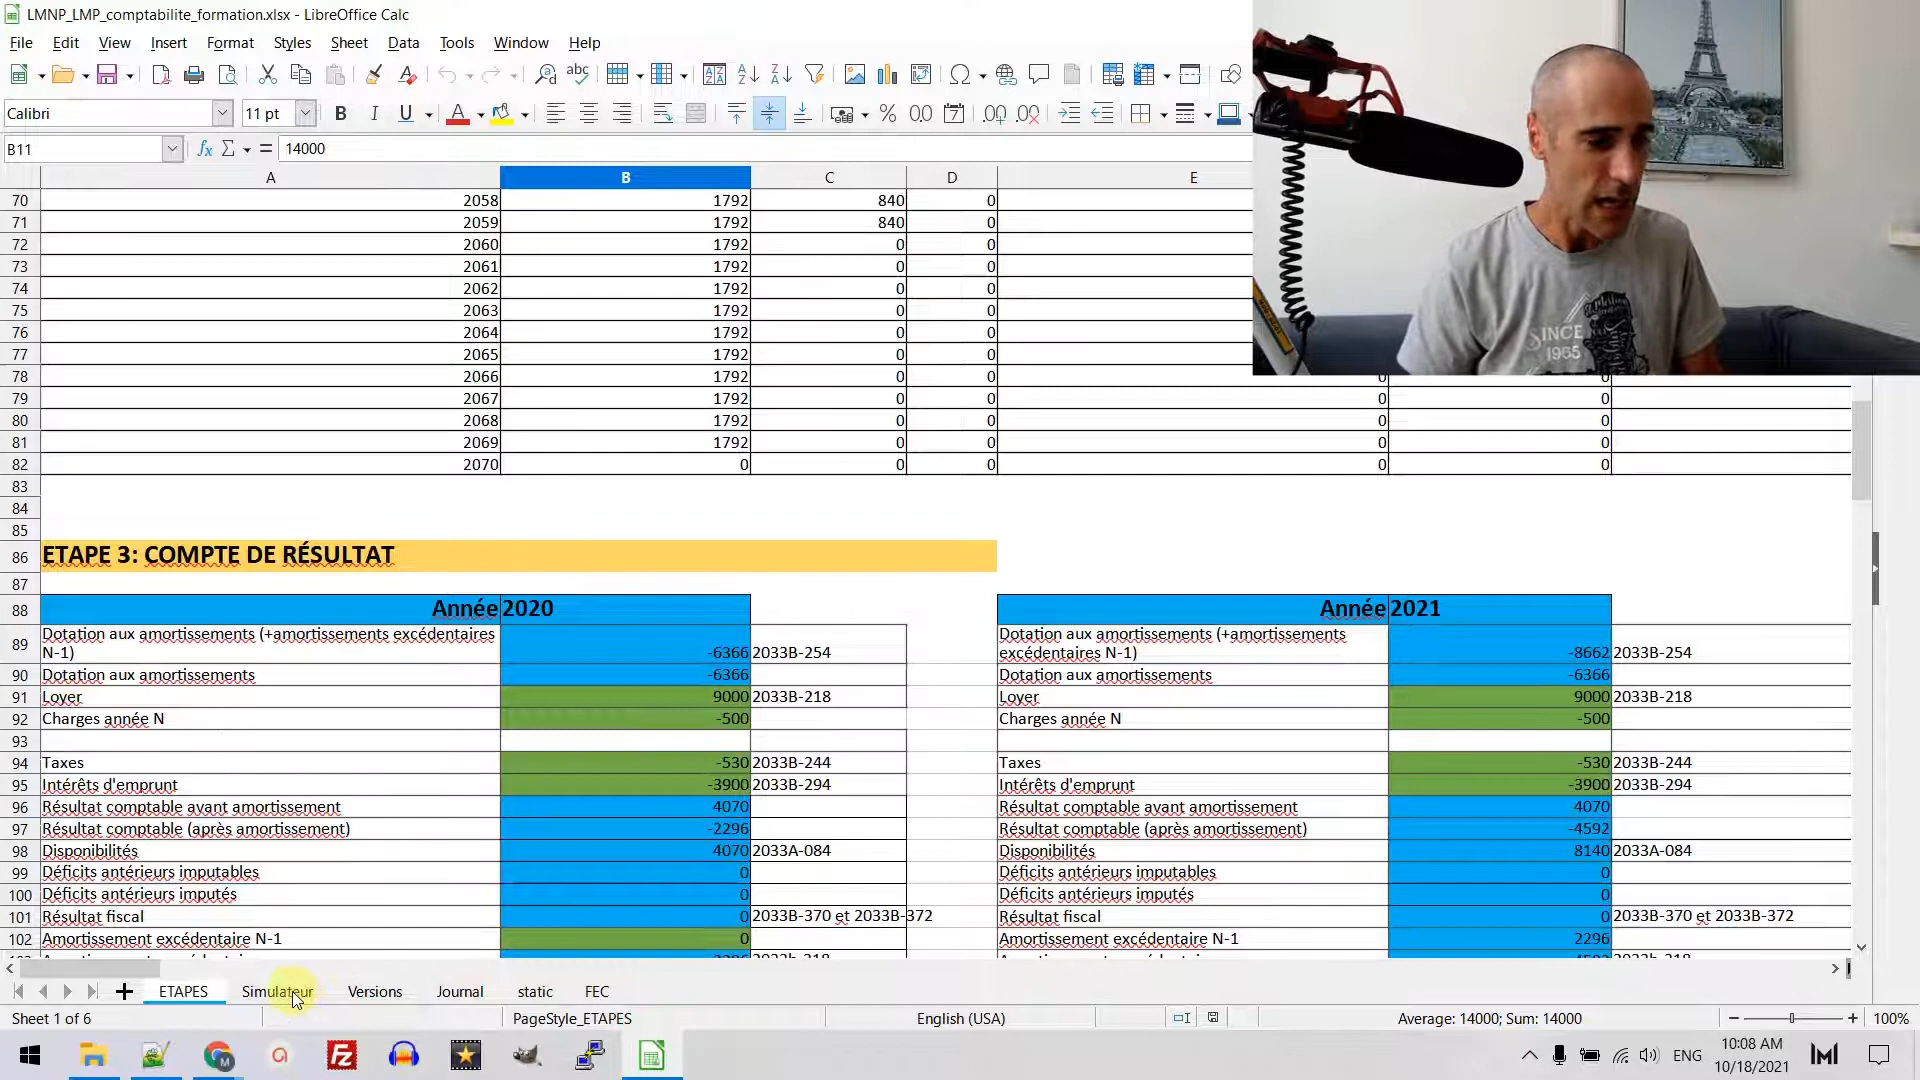 LMNP_LMP_comptabilite_formation.xlsx - LibreOffice Calc
File Edit View Insert Format Styles Sheet Data Tools Window Help
Calibri 11 pt
B11 14000
A B C D E
70 2058 1792 840 0
71 2059 1792 840 0
72 2060 1792 0 0
73 2061 1792 0 0
74 2062 1792 0 0
75 2063 1792 0 0
76 2064 1792 0 0
77 2065 1792 0 0
78 2066 1792 0 0 0 0
79 2067 1792 0 0 0 0
80 2068 1792 0 0 0 0
81 2069 1792 0 0 0 0
82 2070 0 0 0 0 0
83
84
85
86 ETAPE 3: COMPTE DE RÉSULTAT
87
88 Année 2020 Année 2021
89 Dotation aux amortissements (+amortissements excédentaires N-1) -6366 2033B-254 Dotation aux amortissements (+amortissements excédentaires N-1) -8662 2033B-254
90 Dotation aux amortissements -6366 Dotation aux amortissements -6366
91 Loyer 9000 2033B-218 Loyer 9000 2033B-218
92 Charges année N -500 Charges année N -500
93
94 Taxes -530 2033B-244 Taxes -530 2033B-244
95 Intérêts d'emprunt -3900 2033B-294 Intérêts d'emprunt -3900 2033B-294
96 Résultat comptable avant amortissement 4070 Résultat comptable avant amortissement 4070
97 Résultat comptable (après amortissement) -2296 Résultat comptable (après amortissement) -4592
98 Disponibilités 4070 2033A-084 Disponibilités 8140 2033A-084
99 Déficits antérieurs imputables 0 Déficits antérieurs imputables 0
100 Déficits antérieurs imputés 0 Déficits antérieurs imputés 0
101 Résultat fiscal 0 2033B-370 et 2033B-372 Résultat fiscal 0 2033B-370 et 2033B-372
102 Amortissement excédentaire N-1 0 Amortissement excédentaire N-1 2296
ETAPES Simulateur Versions Journal static FEC
Sheet 1 of 6 PageStyle_ETAPES English (USA) Average: 14000; Sum: 14000 100%
ENG 10:08 AM
10/18/2021
SINCE
1965